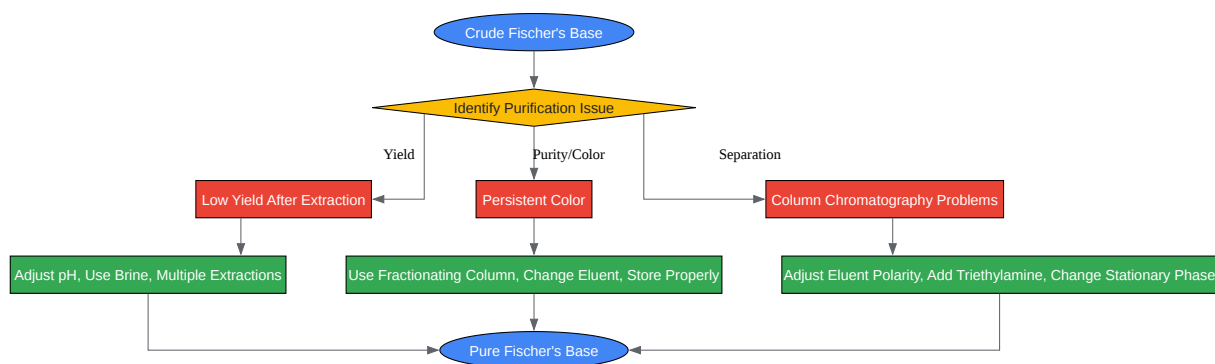 Crude Fischer's Base
Identify Purification Issue
Yield
Purity/Color
Separation
Low Yield After Extraction
Persistent Color
Column Chromatography Problems
Adjust pH, Use Brine, Multiple Extractions
Use Fractionating Column, Change Eluent, Store Properly
Adjust Eluent Polarity, Add Triethylamine, Change Stationary Phase
Pure Fischer's Base